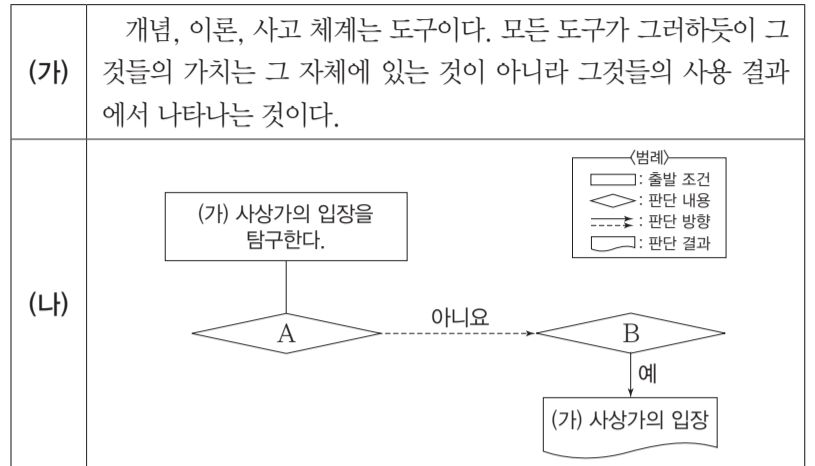 (가)
개념, 이론, 사고 체계는 도구이다. 모든 도구가 그러하듯이 그
것들의 가치는 그 자체에 있는 것이 아니라 그것들의 사용 결과
에서 나타나는 것이다.
(나)
〈범례〉
: 출발 조건
: 판단 내용
: 판단 방향
: 판단 결과
(가) 사상가의 입장을
탐구한다.
A
아니요
B
예
(가) 사상가의 입장